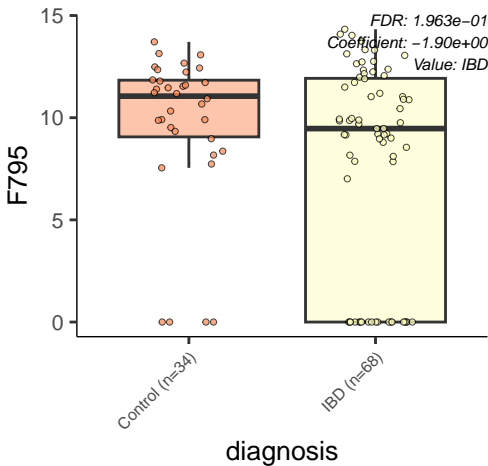 FDR: 1.963e−01
Coefficient: −1.90e+00
Value: IBD
15
10
5
0
F795
Control (n=34)
IBD (n=68)
diagnosis